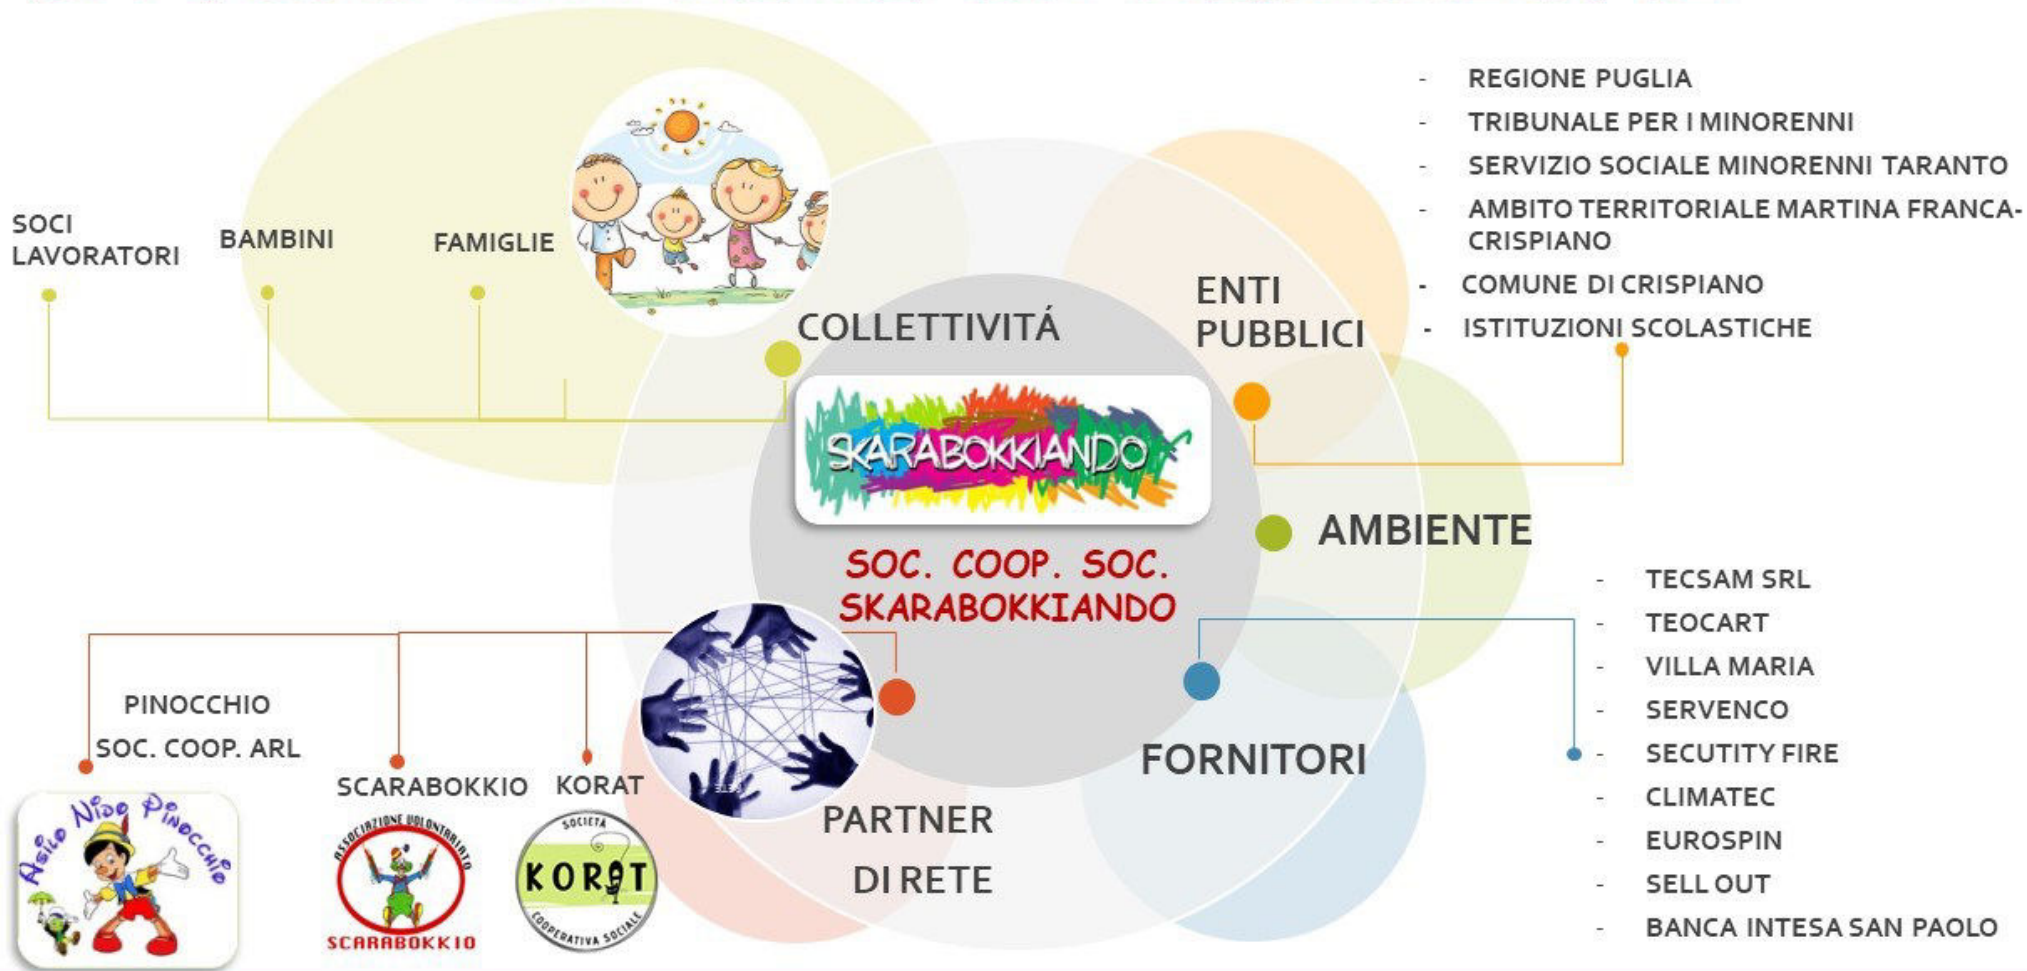 SOCI
LAVORATORI
BAMBINI
FAMIGLIE
COLLETTIVITÁ
ENTI
PUBBLICI
- REGIONE PUGLIA
- TRIBUNALE PER I MINORENNI
- SERVIZIO SOCIALE MINORENNI TARANTO
- AMBITO TERRITORIALE MARTINA FRANCA-
CRISPIANO
- COMUNE DI CRISPIANO
- ISTITUZIONI SCOLASTICHE
SKARABOKKIANDO
SOC. COOP. SOC.
SKARABOKKIANDO
AMBIENTE
FORNITORI
- TECSAM SRL
- TEOCART
- VILLA MARIA
- SERVENCO
- SECUTITY FIRE
- CLIMATEC
- EUROSPIN
- SELL OUT
- BANCA INTESA SAN PAOLO
PARTNER
DI RETE
PINOCCHIO
SOC. COOP. ARL
Asilo Nido Pinocchio
SCARABOKKIO
ASSOCIAZIONE VOLONTARIATO
SCARABOKKIO
KORAT
SOCIETÀ
KORAT
COOPERATIVA SOCIALE